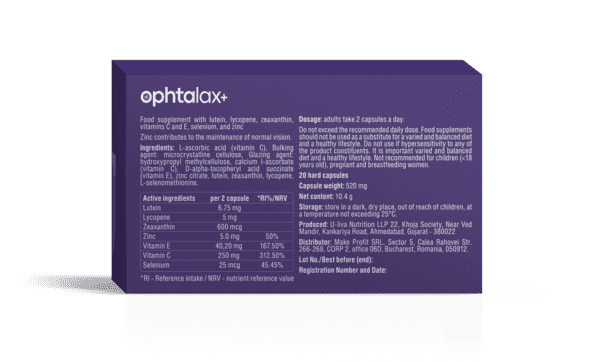 ophtalax+
Food supplement with lutein, lycopene, zeaxanthin,
vitamins C and E, selenium, and zinc
Zinc contributes to the maintenance of normal vision.
Ingredients: L-ascorbic acid (vitamin C), Bulking
agent: microcrystalline cellulose, Glazing agent:
hydroxypropyl methylcellulose, calcium l-ascorbate
(vitamin C), D-alpha-tocopheryl acid succinate
(vitamin E), zinc citrate, lutein, zeaxanthin, lycopene,
L-selenomethionine.
Active ingredients per 2 capsule *RI%/NRV
Lutein 6.75 mg
Lycopene 5 mg
Zeaxanthin 600 mcg
Zinc 5.0 mg 50%
Vitamin E 40,20 mg 167.50%
Vitamin C 250 mg 312.50%
Selenium 25 mcg 45.45%
*RI - Reference intake / NRV - nutrient reference value
Dosage: adults take 2 capsules a day.
Do not exceed the recommended daily dose. Food supplements
should not be used as a substitute for a varied and balanced diet
and a healthy lifestyle. Do not use if hypersensitivity to any of
the product constituents. It is important varied and balanced
diet and a healthy lifestyle. Not recommended for children (<18
years old), pregnant and breastfeeding women.
20 hard capsules
Capsule weight: 520 mg
Net content: 10.4 g
Storage: store in a dark, dry place, out of reach of children, at
a temperature not exceeding 25°C.
Produced: U-liva Nutrition LLP 22, Khoja Society, Near Ved
Mandir, Kankariya Road, Ahmedabad, Gujarat - 380022
Distributor: Make Profit SRL, Sector 5, Calea Rahovei Str.
266-268, CORP 2, office 06D, Bucharest, Romania, 050912.
Lot No./Best before (end):
Registration Number and Date: